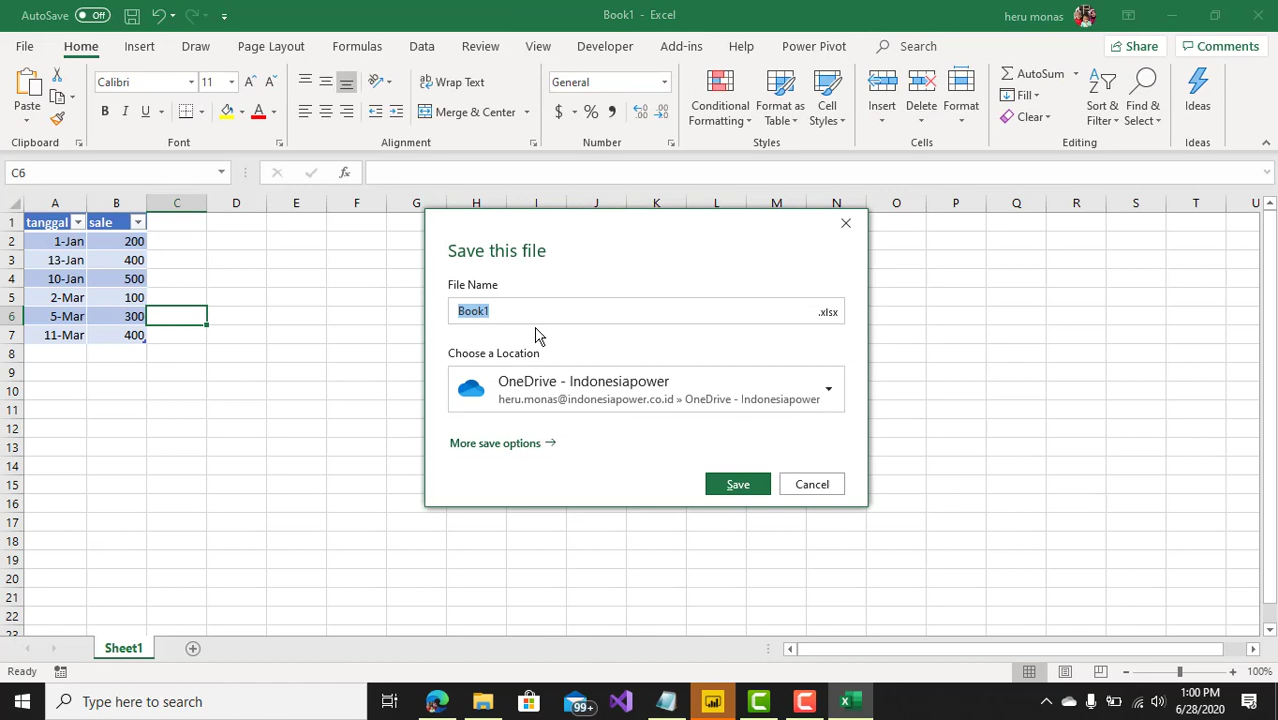 AutoSave Off Book1 - Excel heru monas
File Home Insert Draw Page Layout Formulas Data Review View Developer Add-ins Help Power Pivot Search Share Comments
Paste Calibri 11 A A Wrap Text General Conditional Formatting Format as Table Cell Styles Insert Delete Format AutoSum Fill Clear Sort & Filter Find & Select Ideas
B I U A Merge & Center $ %
Clipboard Font Alignment Number Styles Cells Editing Ideas
C6 fx
A B C D E F G H I J K L M N O P Q R S T U
1 tanggal sale
2 1-Jan 200
3 13-Jan 400
4 10-Jan 500
5 2-Mar 100
6 5-Mar 300
7 11-Mar 400
8
9
10
11
12
13
14
15
16
17
18
19
20
21
22
23
Save this file
File Name
Book1 .xlsx
Choose a Location
OneDrive - Indonesiapower
heru.monas@indonesiapower.co.id » OneDrive - Indonesiapower
More save options
Save Cancel
Sheet1
Ready 100%
Type here to search 99+ 1:00 PM
6/28/2020